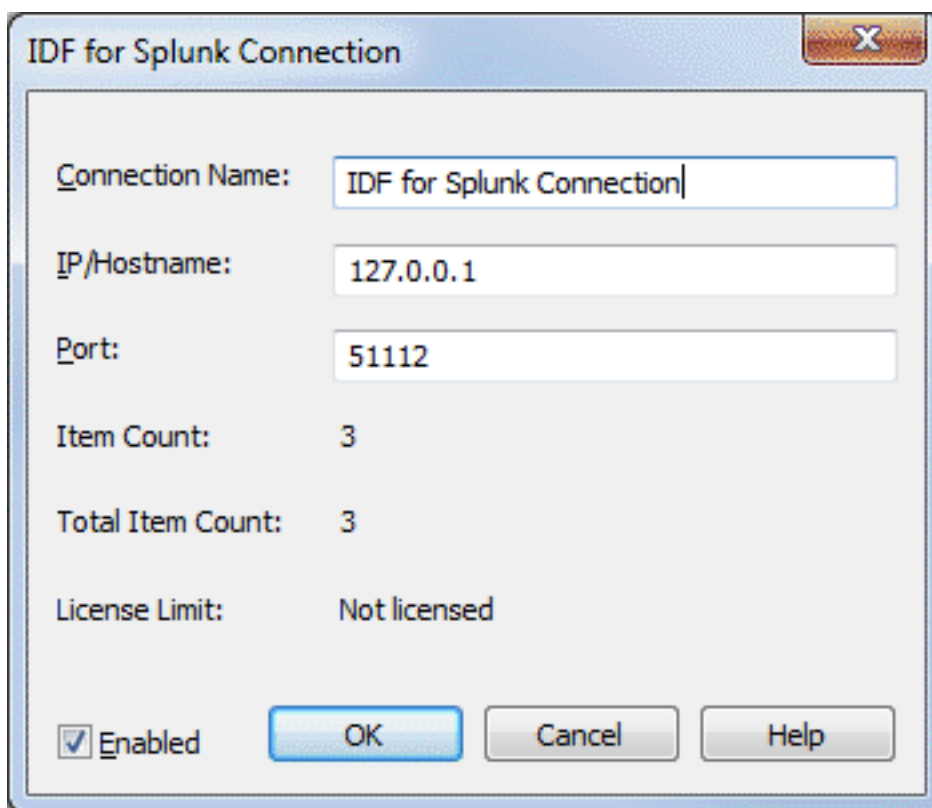 IDF for Splunk Connection
Connection Name: IDF for Splunk Connection
IP/Hostname: 127.0.0.1
Port: 51112
Item Count: 3
Total Item Count: 3
License Limit: Not licensed
Enabled OK Cancel Help